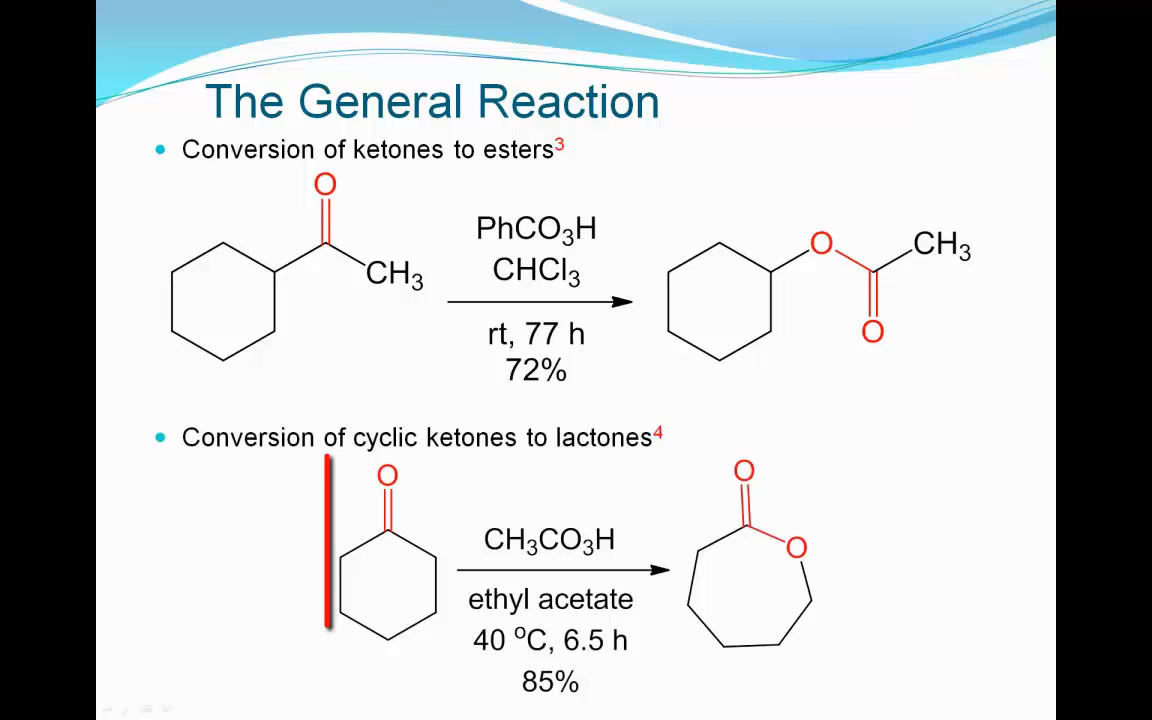 The General Reaction
• Conversion of ketones to esters³
O
CH₃
PhCO₃H
CHCl₃
rt, 77 h
72%
O
CH₃
O
• Conversion of cyclic ketones to lactones⁴
O
CH₃CO₃H
ethyl acetate
40 ºC, 6.5 h
85%
O
O